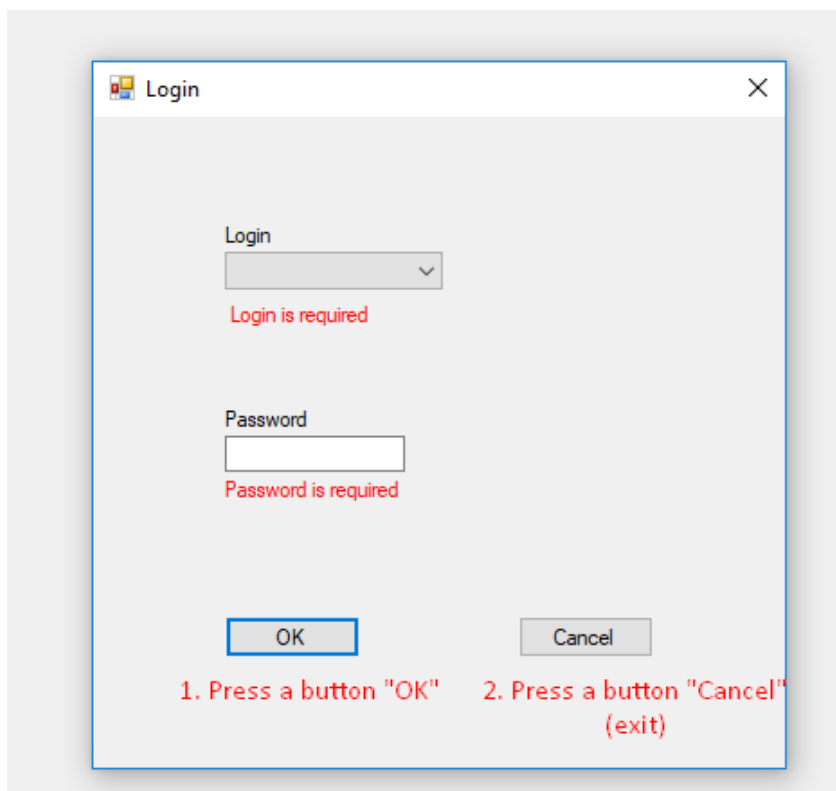 Login
Login
Login is required
Password
Password is required
OK
Cancel
1. Press a button "OK"
2. Press a button "Cancel"
(exit)